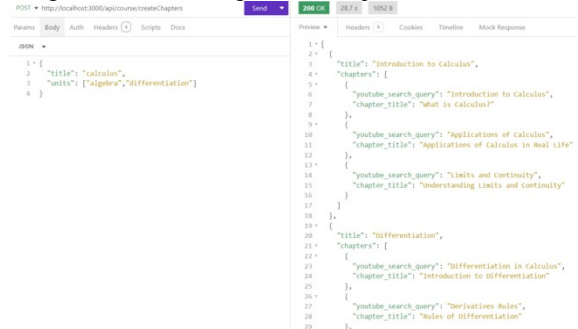 POST http://localhost:3000/api/course/createChapters Send 200 OK 28.7 s 1052 B
Params Body Auth Headers 4 Scripts Docs
Preview Headers Cookies Timeline Mock Response
JSON
1 {
2 "title": "calculus",
3 "units": ["algebra","differentiation"]
4 }
1 [
2 {
3 "title": "Introduction to Calculus",
4 "chapters": [
5 {
6 "youtube_search_query": "Introduction to Calculus",
7 "chapter_title": "What is Calculus?"
8 },
9 {
10 "youtube_search_query": "Applications of Calculus",
11 "chapter_title": "Applications of Calculus in Real Life"
12 },
13 {
14 "youtube_search_query": "Limits and Continuity",
15 "chapter_title": "Understanding Limits and Continuity"
16 }
17 ]
18 },
19 {
20 "title": "Differentiation",
21 "chapters": [
22 {
23 "youtube_search_query": "Differentiation in Calculus",
24 "chapter_title": "Introduction to Differentiation"
25 },
26 {
27 "youtube_search_query": "Derivatives Rules",
28 "chapter_title": "Rules of Differentiation"
29 },